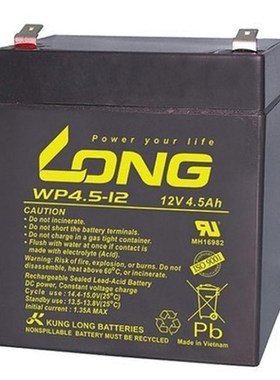 Power your life
LONG
WP4.5-12 12V 4.5Ah
CAUTION
Do not incinerate.
Do not short the battery terminals.
Do not charge in a gas tight container.
Flush with water at once if contact is
made with electrolyte (Acid).
Warning: Risk of fire, explosion, or burns. Do not
disassemble, heat above 60°C, or incinerate.
Rechargeable Sealed Lead-Acid Battery
DC power, Constant voltage charge
Cycle use : 14.4-15.0V(25°C)
Standby use : 13.5-13.8V(25°C)
Initial current : 1.35A MAX
MH16982
ISO 9001
Pb
KUNG LONG BATTERIES
NONSPILLABLE BATTERY MUST BE RECYCLED Made in Vietnam